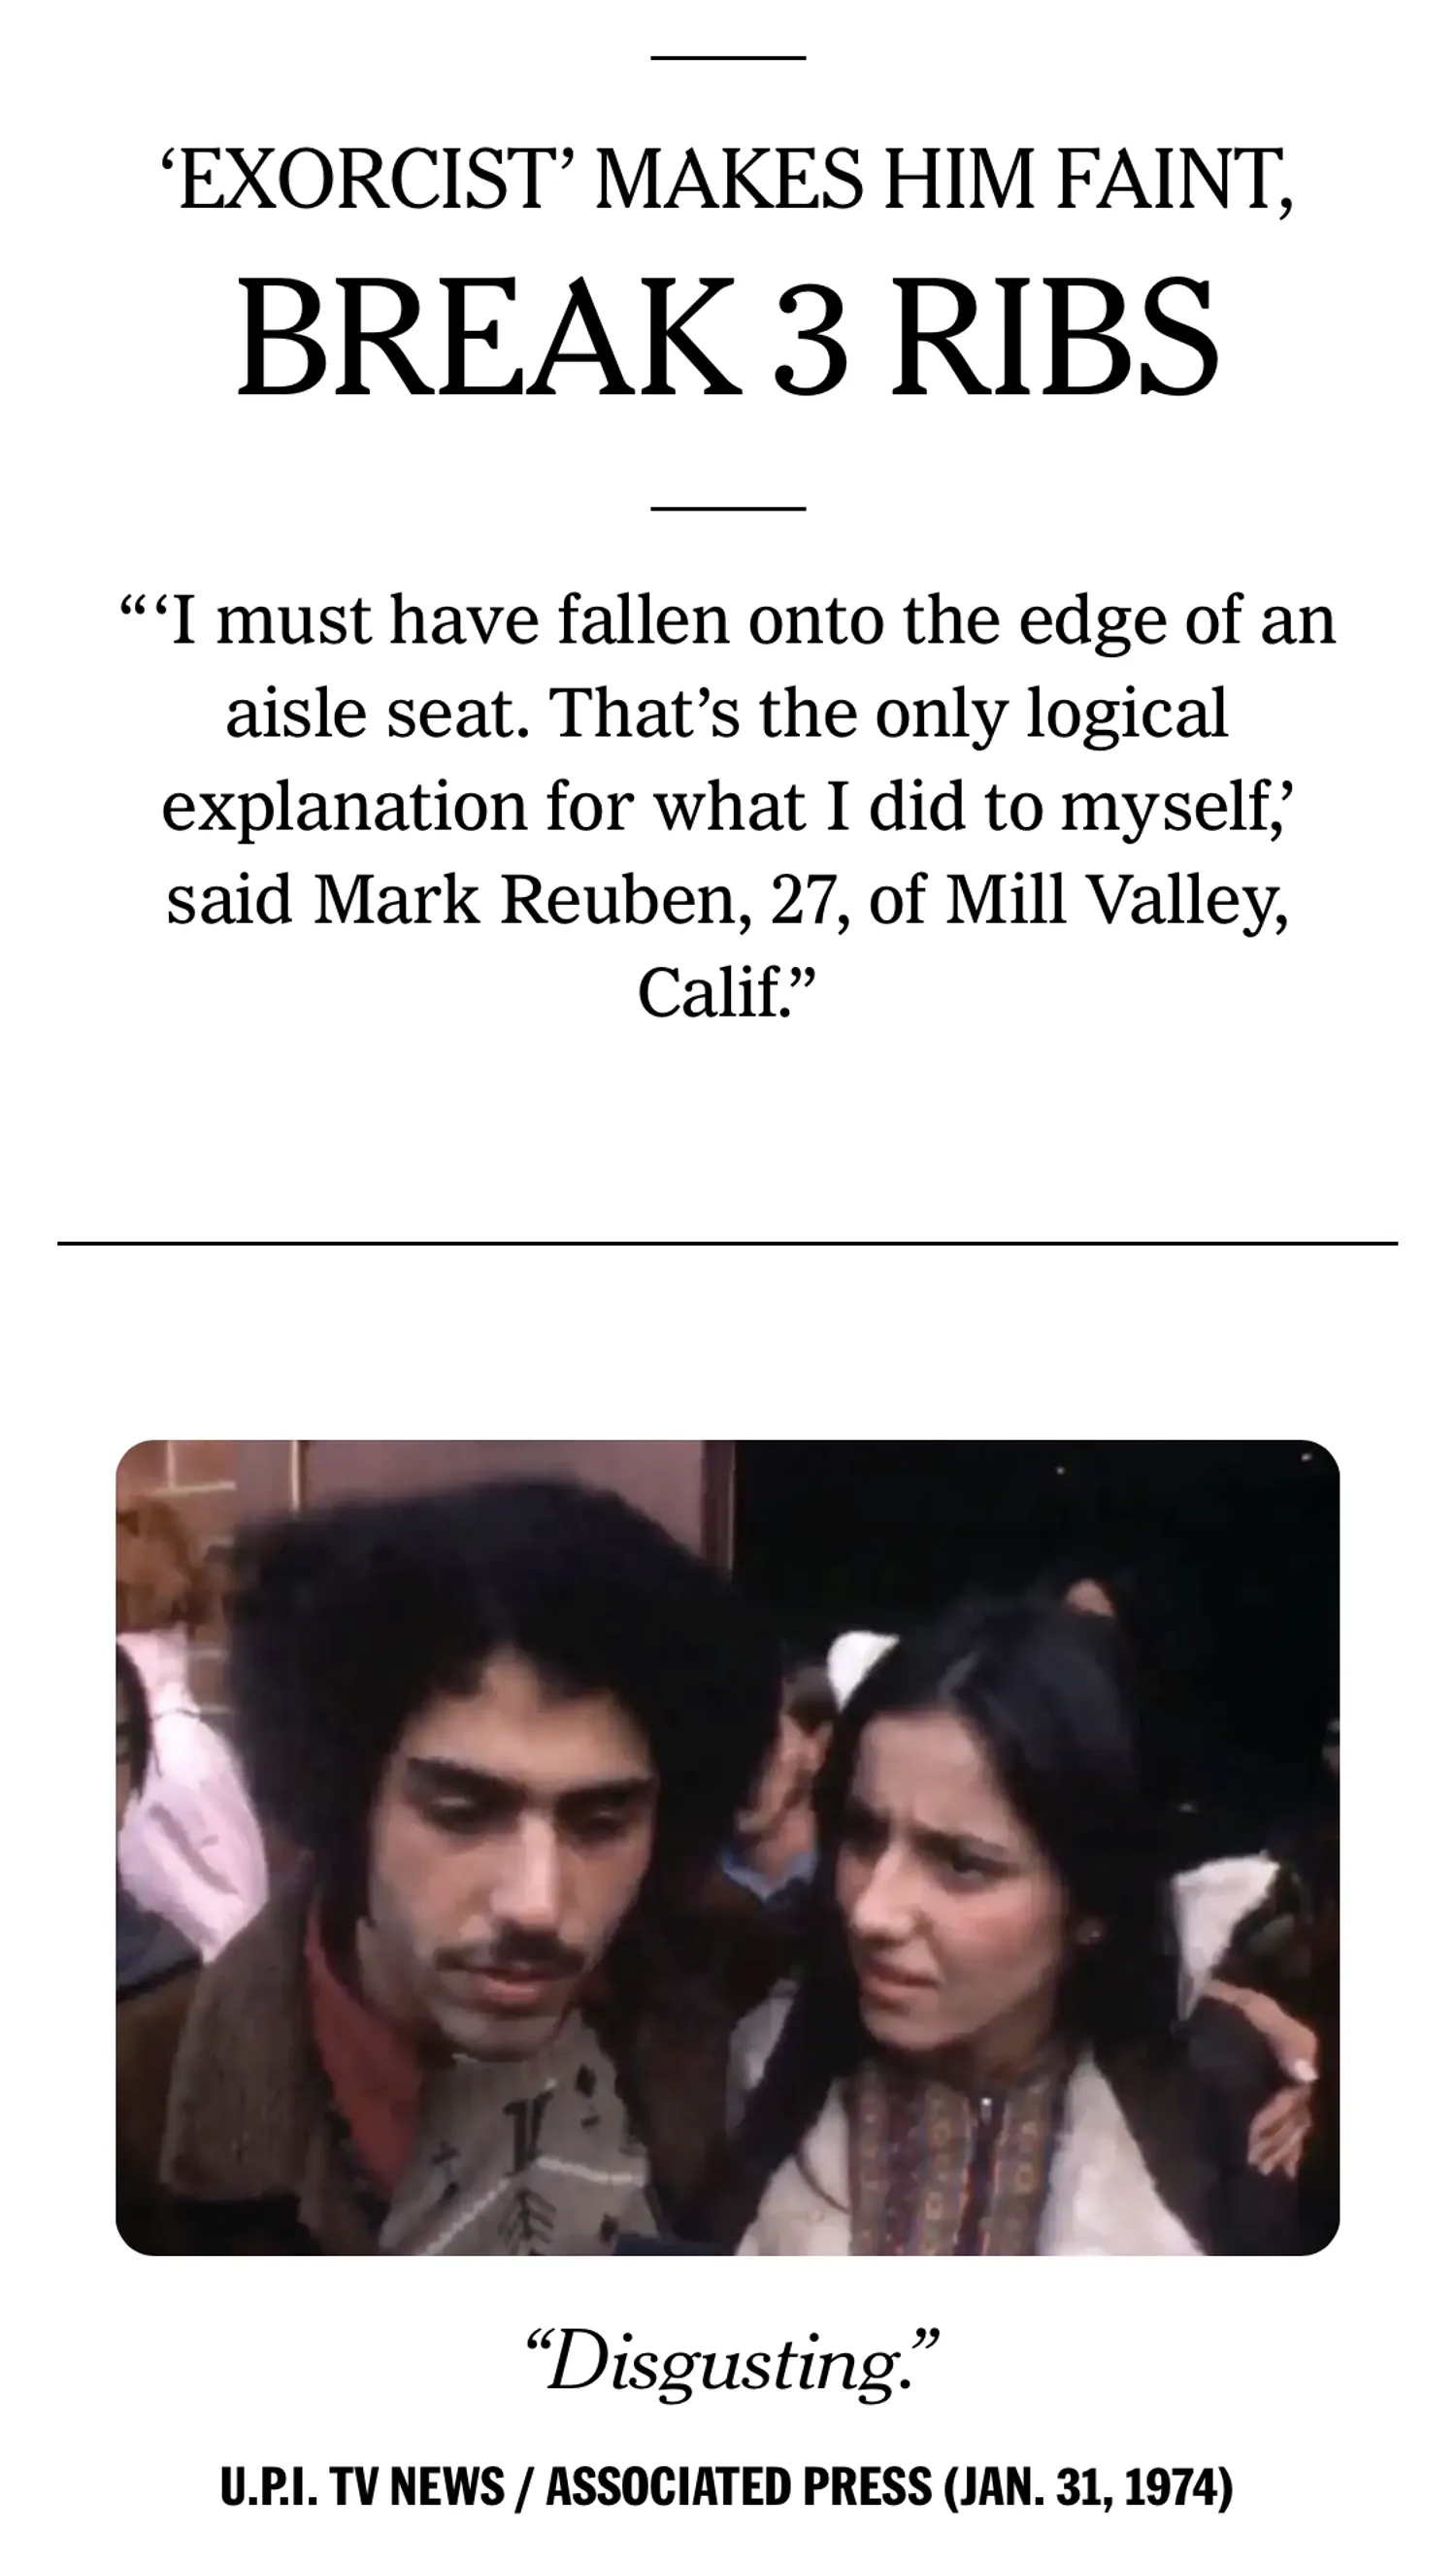 ‘EXORCIST’ MAKES HIM FAINT,
BREAK 3 RIBS
“ ‘I must have fallen onto the edge of an
aisle seat. That’s the only logical
explanation for what I did to myself,’
said Mark Reuben, 27, of Mill Valley,
Calif.”
“Disgusting.”
U.P.I. TV NEWS / ASSOCIATED PRESS (JAN. 31, 1974)